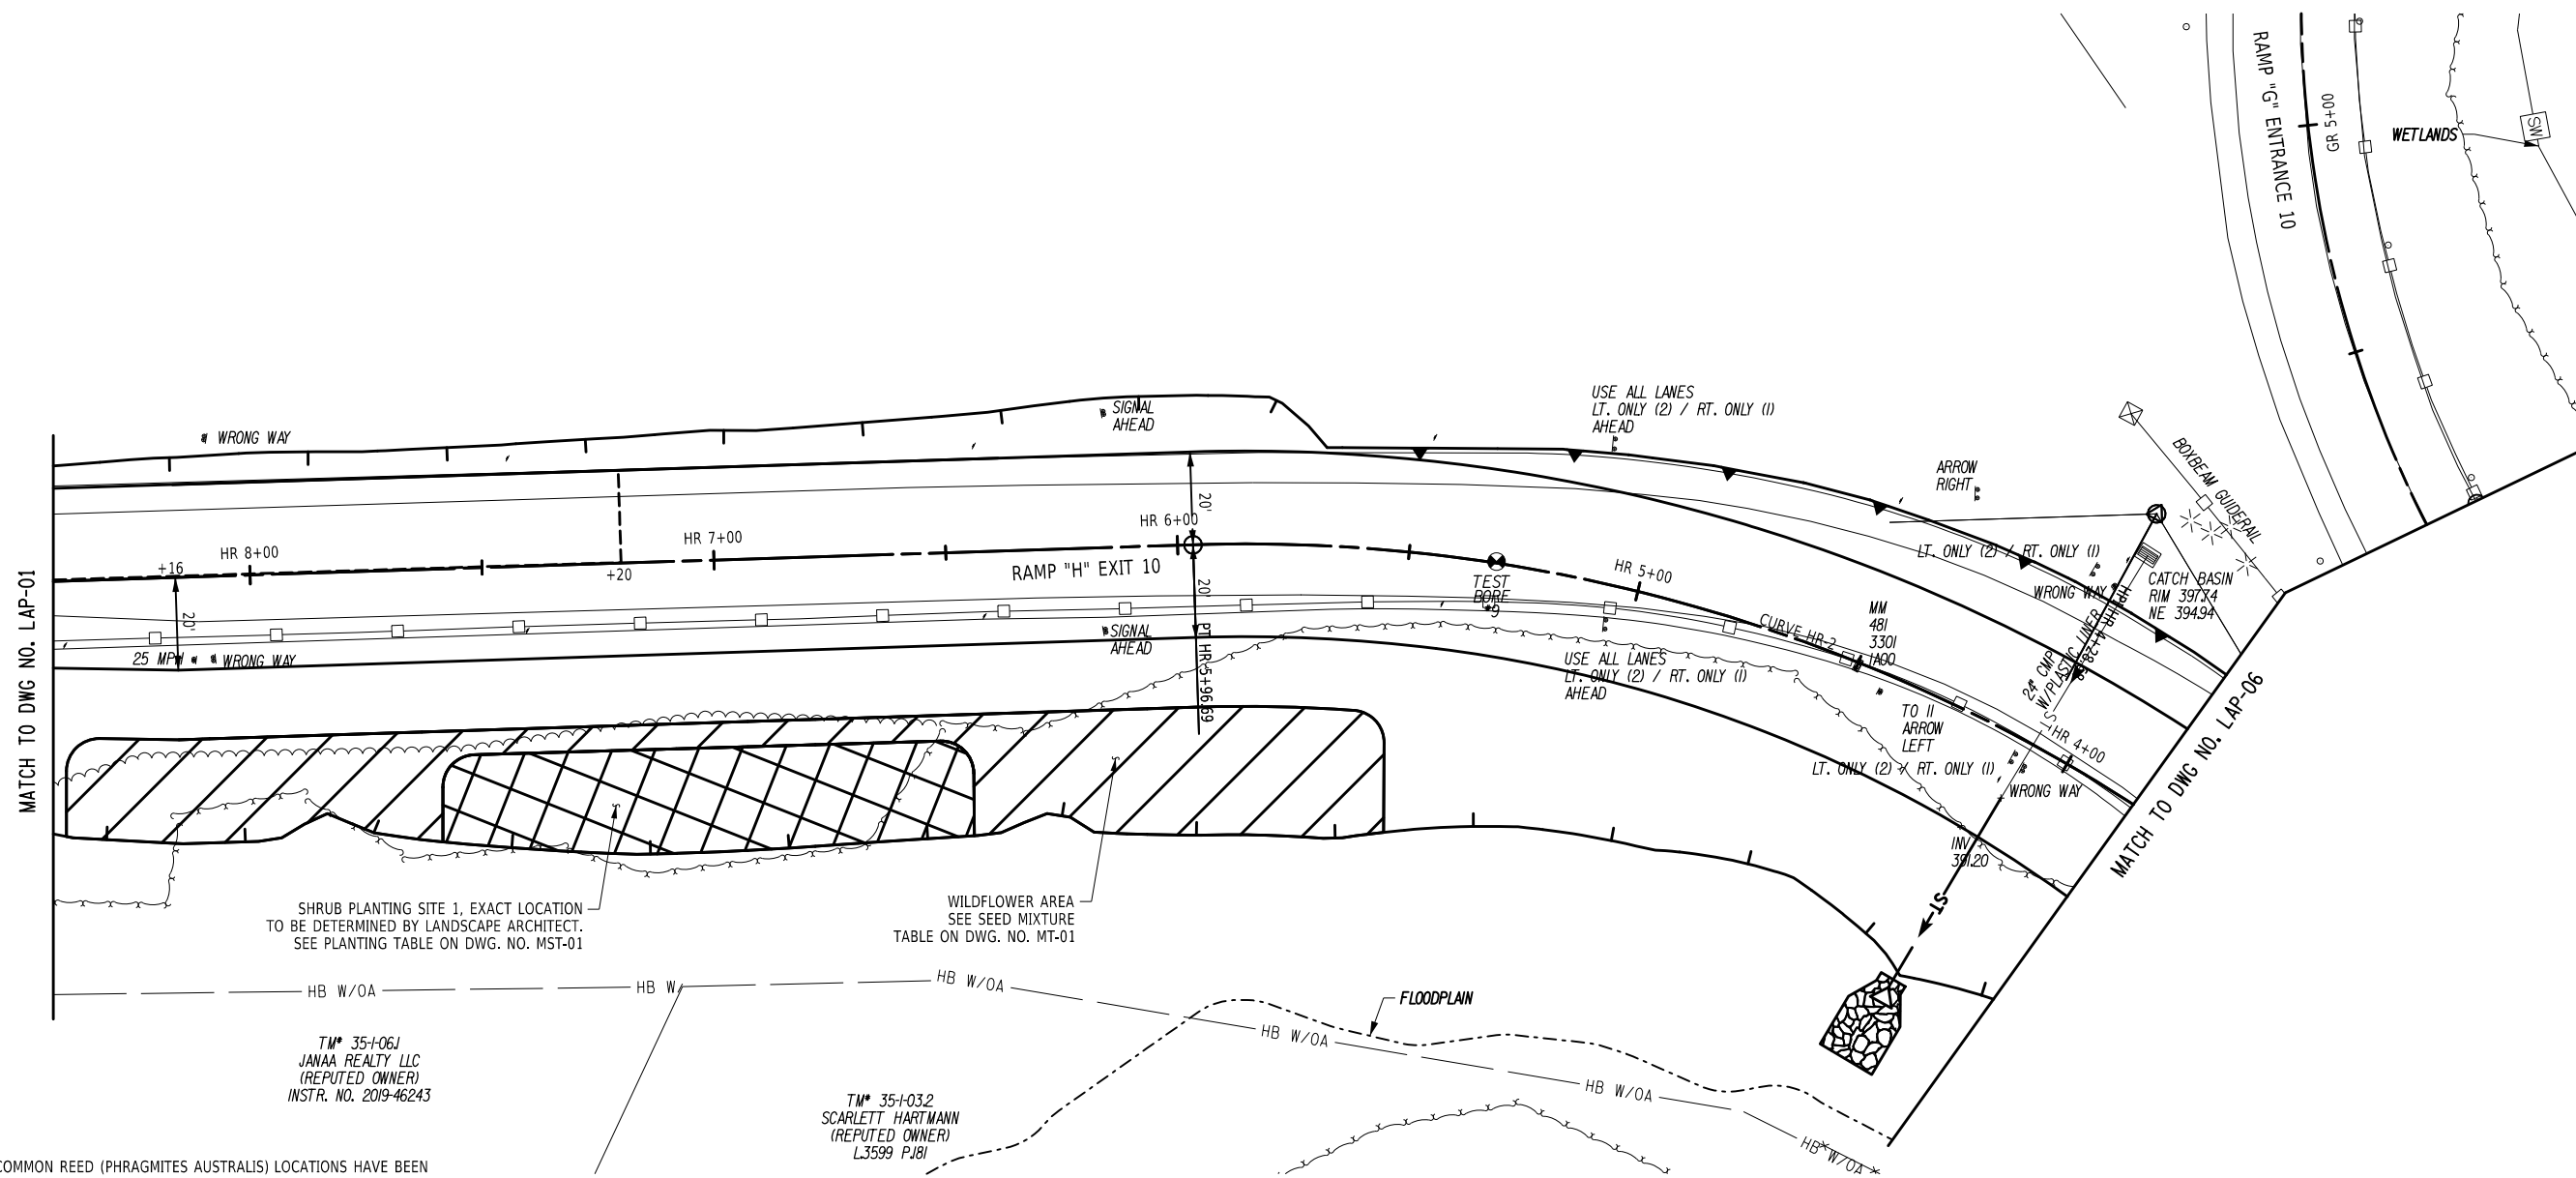 RAMP "G" ENTRANCE 10
GR 5+00
WETLANDS
SW
USE ALL LANES
LT. ONLY (2) / RT. ONLY (1)
AHEAD
SIGNAL
AHEAD
WRONG WAY
ARROW
RIGHT
BOXBEAM GUIDERAIL
20'
HR 8+00
HR 7+00
HR 6+00
HR 5+00
+16
+20
RAMP "H" EXIT 10
TEST
BORE
#9
LT. ONLY (2) / RT. ONLY (1)
WRONG WAY
CATCH BASIN
RIM 397.74
NE 394.94
MATCH TO DWG NO. LAP-01
20'
20'
PT HR 5+96.69
CURVE HR-2
MM
481
3301
1A00
24" CMP
W/PLASTIC LINER
25 MPH
WRONG WAY
SIGNAL
AHEAD
USE ALL LANES
LT. ONLY (2) / RT. ONLY (1)
AHEAD
TO 11
ARROW
LEFT
ST
HR 4+00
LT. ONLY (2) / RT. ONLY (1)
WRONG WAY
MATCH TO DWG NO. LAP-06
INV
391.20
ST
SHRUB PLANTING SITE 1, EXACT LOCATION
TO BE DETERMINED BY LANDSCAPE ARCHITECT.
SEE PLANTING TABLE ON DWG. NO. MST-01
WILDFLOWER AREA
SEE SEED MIXTURE
TABLE ON DWG. NO. MT-01
HB W/OA
HB W/
HB W/OA
HB W/OA
HB W/OA
HB W/OA
FLOODPLAIN
TM# 35-1-06.1
JANAA REALTY LLC
(REPUTED OWNER)
INSTR. NO. 2019-46243
TM# 35-1-03.2
SCARLETT HARTMANN
(REPUTED OWNER)
L.3599 P.181
COMMON REED (PHRAGMITES AUSTRALIS) LOCATIONS HAVE BEEN